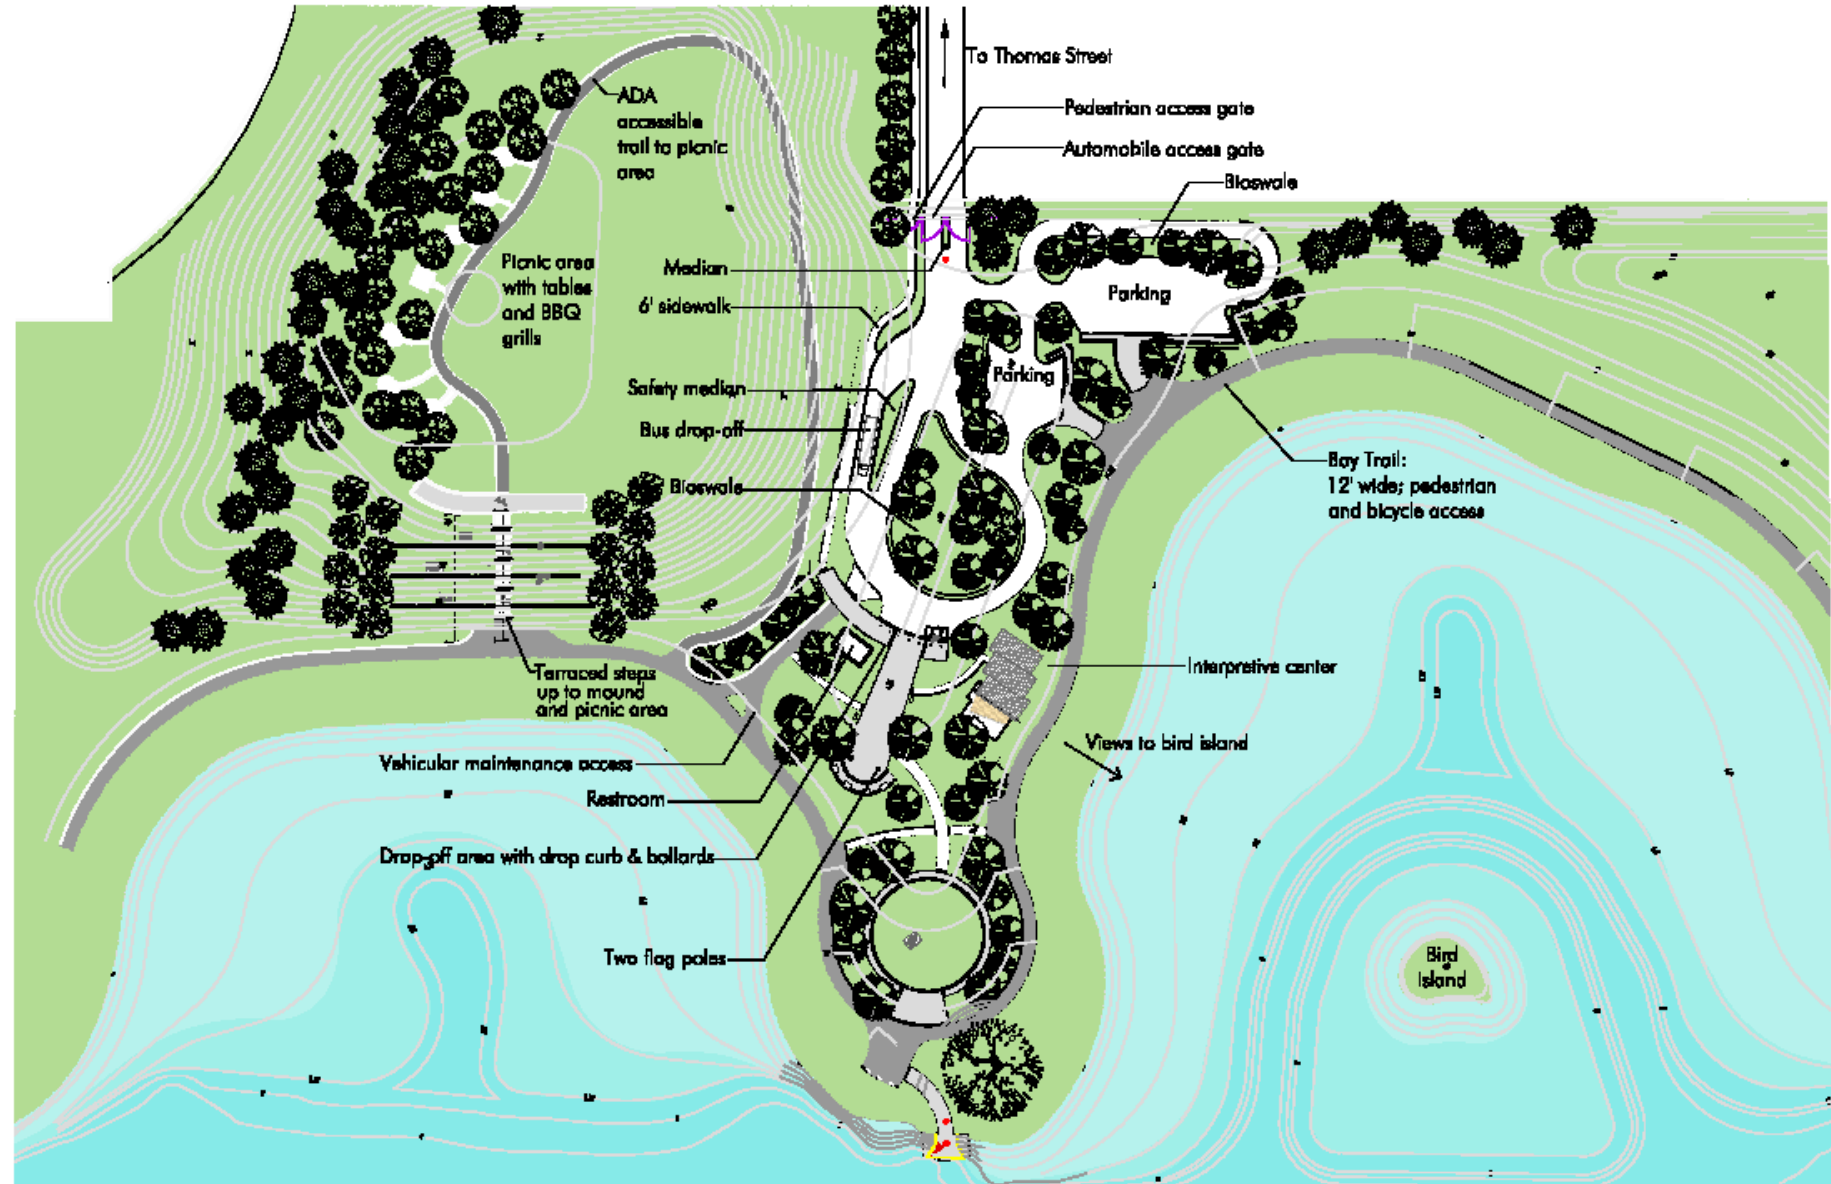 To Thomas Street
ADA
accessible
trail to picnic
area
Pedestrian access gate
Automobile access gate
Bioswale
Picnic area
with tables
and BBQ
grills
Median
6' sidewalk
Parking
Parking
Safety median
Bus drop-off
Bioswale
Bay Trail:
12' wide; pedestrian
and bicycle access
Terraced steps
up to mound
and picnic area
Interpretive center
Views to bird island
Vehicular maintenance access
Restroom
Drop-off area with drop curb & bollards
Two flag poles
Bird
Island